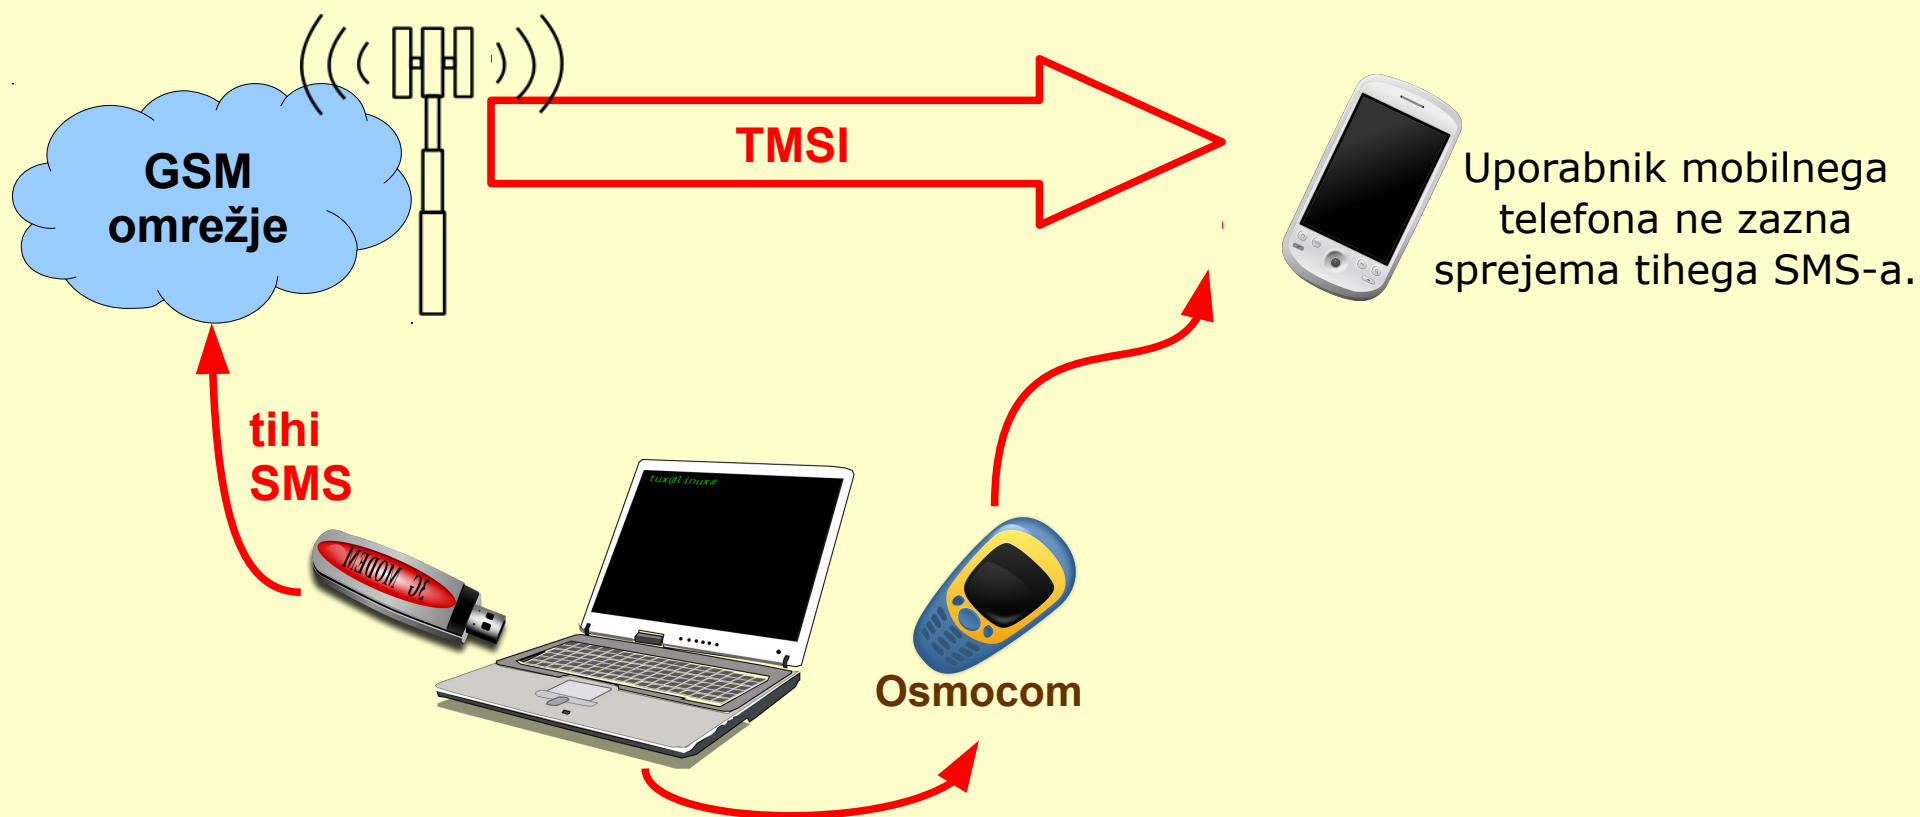 GSM
omrežje
TMSI
Uporabnik mobilnega
telefona ne zazna
sprejema tihega SMS-a.
tihi
SMS
tux@linux#
3G MODEM
Osmocom